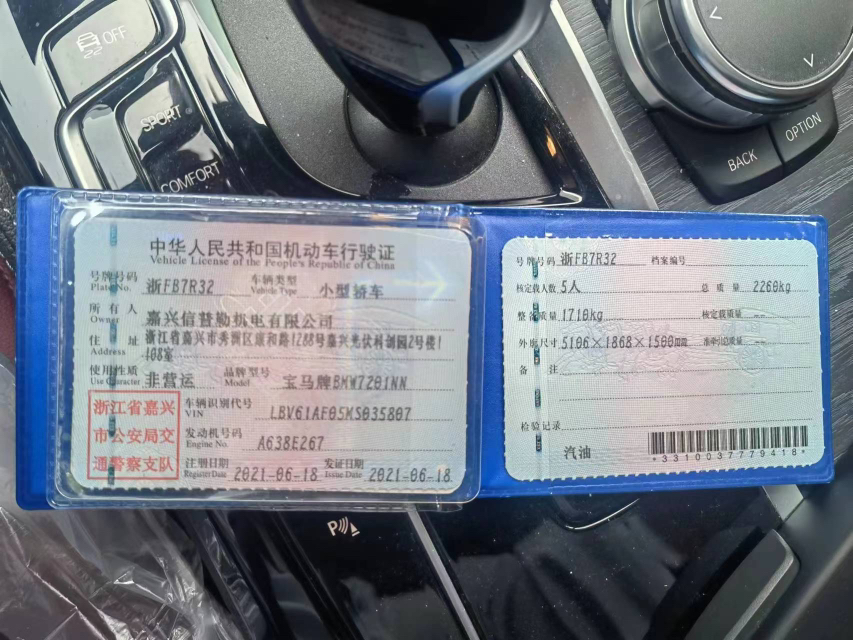 OFF
SPORT
COMFORT
BACK
OPTION
中华人民共和国机动车行驶证
Vehicle License of the People's Republic of China
号牌号码 浙FB7R32 车辆类型 小型轿车
Plate No. Vehicle Type
所有人 嘉兴信普勒机电有限公司
Owner
住址 浙江省嘉兴市秀洲区康和路1288号嘉兴光伏科创园2号楼1
Address 108室
使用性质 非营运 品牌型号 宝马牌BMW7201NN
Use Character Model
浙江省嘉兴
市公安局交
通警察支队
车辆识别代号 LBV61AF05MS035807
VIN
发动机号码 A638E267
Engine No.
注册日期 2021-06-18 发证日期 2021-06-18
Register Date Issue Date
号牌号码 浙FB7R32 档案编号
核定载人数 5人 总质量 2260kg
整备质量 1710kg 核定载质量 --
外廓尺寸 5106×1868×1500mm 准牵引总质量 --
备注
检验记录
汽油
*3310037779418*
P